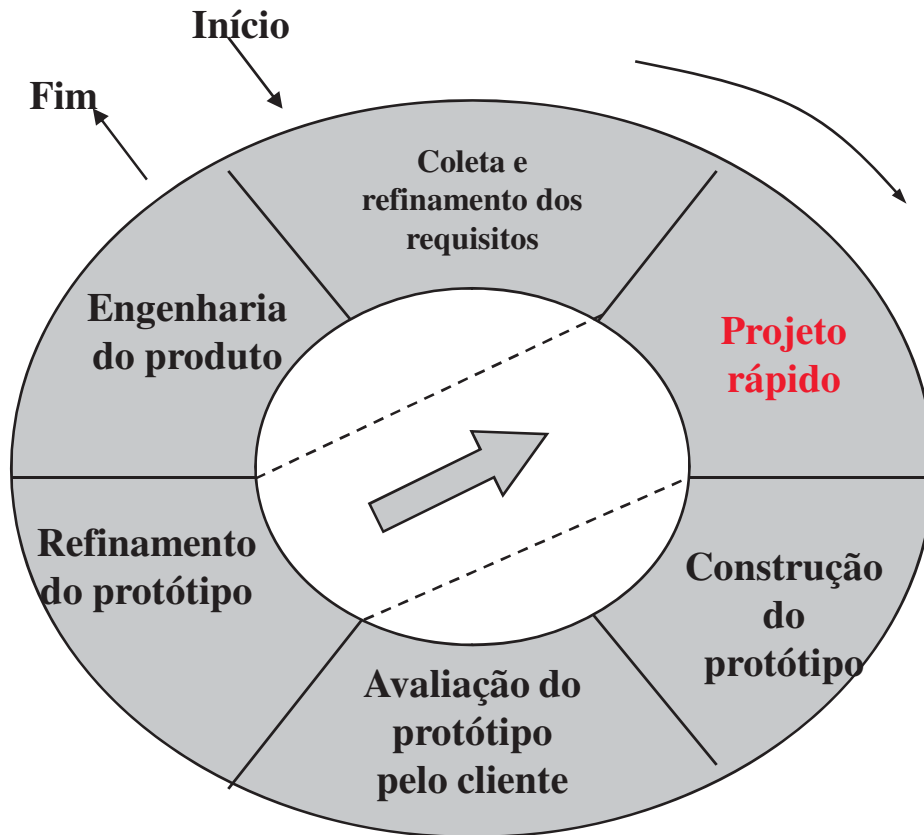 Início
Fim
Coleta e
refinamento dos
requisitos
Projeto
rápido
Construção
do
protótipo
Avaliação do
protótipo
pelo cliente
Refinamento
do protótipo
Engenharia
do produto